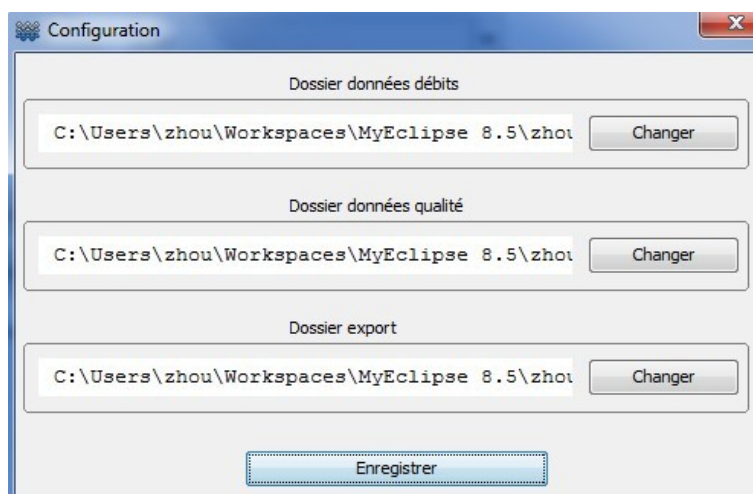 Configuration
Dossier données débits
C:\Users\zhou\Workspaces\MyEclipse 8.5\zhou
Changer
Dossier données qualité
C:\Users\zhou\Workspaces\MyEclipse 8.5\zhou
Changer
Dossier export
C:\Users\zhou\Workspaces\MyEclipse 8.5\zhou
Changer
Enregistrer